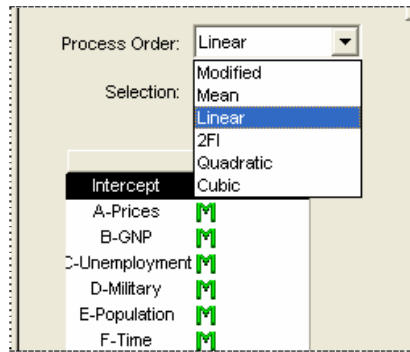 Process Order: Linear
Modified
Selection: Mean
Linear
2FI
Quadratic
Intercept Cubic
A-Prices [M]
B-GNP [M]
C-Unemployment [M]
D-Military [M]
E-Population [M]
F-Time [M]